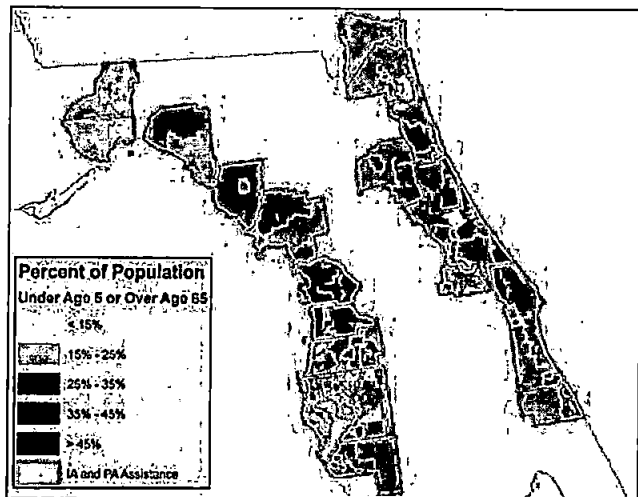 Percent of Population
Under Age 5 or Over Age 65
< 15%
15% - 25%
25% - 35%
35% - 45%
> 45%
IA and PA Assistance